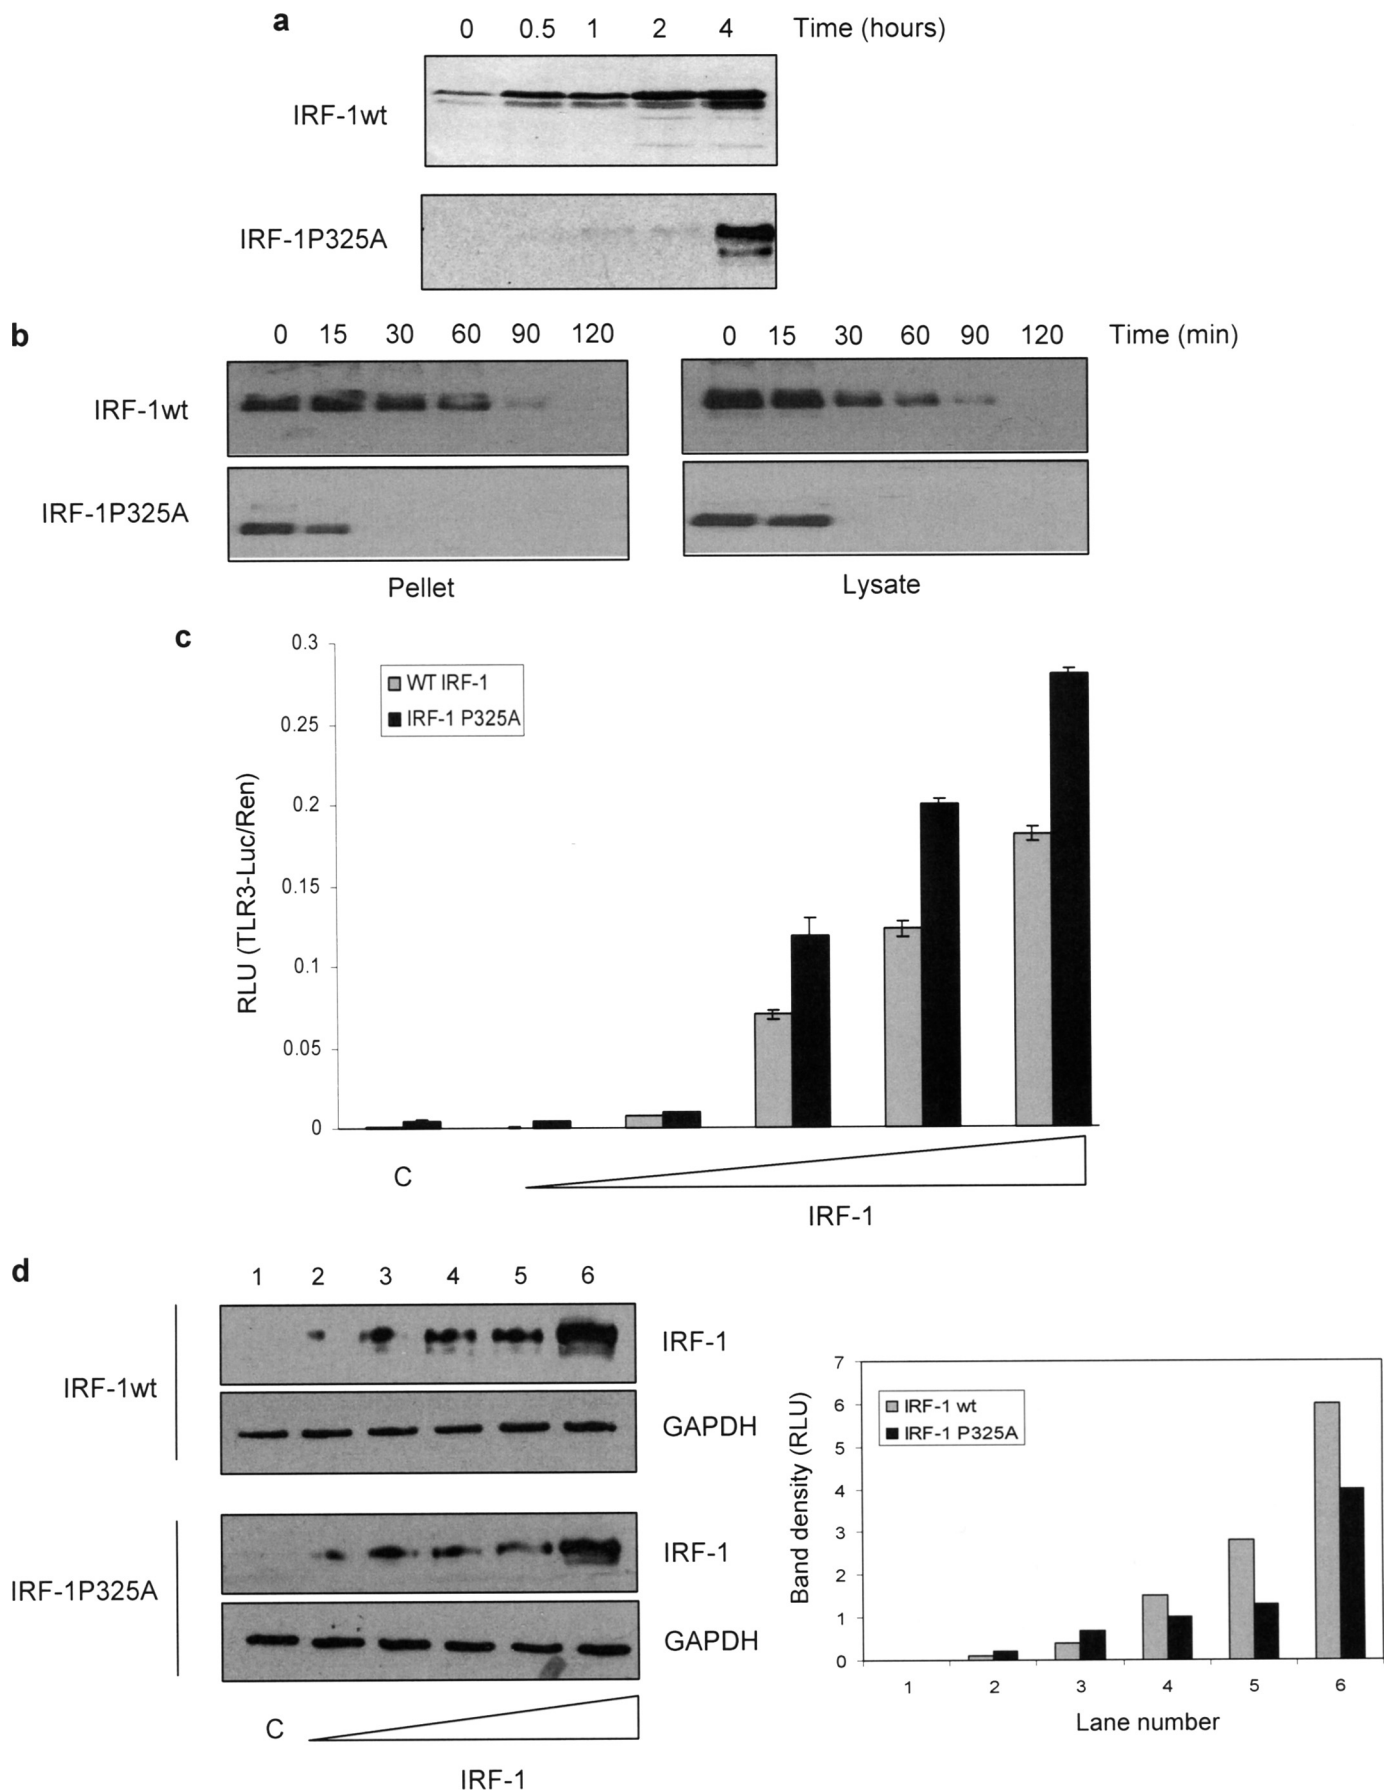 a
0 0.5 1 2 4 Time (hours)
IRF-1wt
IRF-1P325A
b
0 15 30 60 90 120
0 15 30 60 90 120 Time (min)
IRF-1wt
IRF-1P325A
Pellet
Lysate
c
0.3
0.25
0.2
0.15
0.1
0.05
0
RLU (TLR3-Luc/Ren)
WT IRF-1
IRF-1 P325A
C
IRF-1
d
1 2 3 4 5 6
IRF-1wt
IRF-1
GAPDH
IRF-1P325A
IRF-1
GAPDH
C
IRF-1
7
6
5
4
3
2
1
0
Band density (RLU)
IRF-1 wt
IRF-1 P325A
1 2 3 4 5 6
Lane number